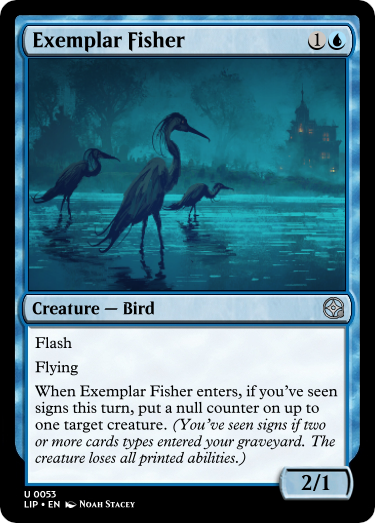 Exemplar Fisher 1
Creature — Bird
Flash
Flying
When Exemplar Fisher enters, if you've seen
signs this turn, put a null counter on up to
one target creature. (You've seen signs if two
or more cards types entered your graveyard. The
creature loses all printed abilities.)
2/1
U 0053
LIP • EN Noah Stacey